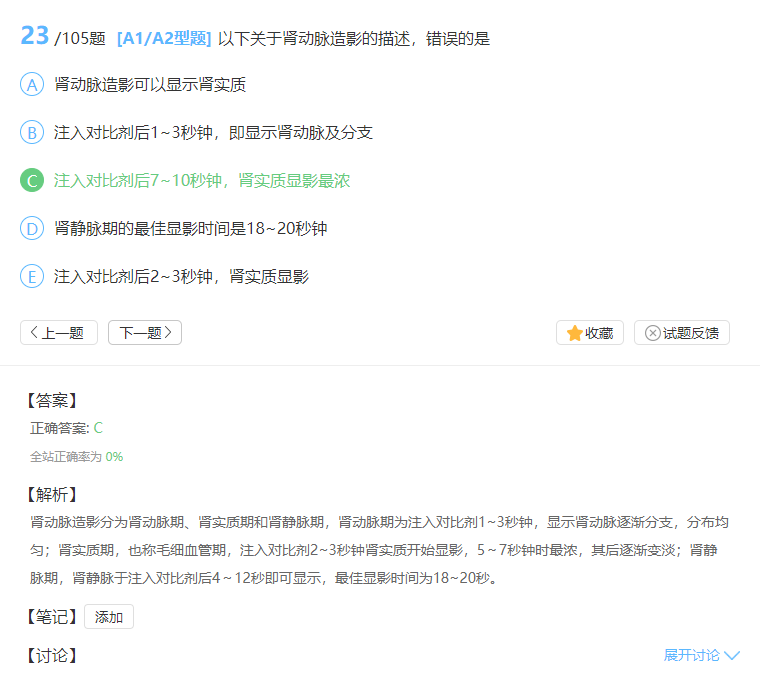 23 /105题 [A1/A2型题] 以下关于肾动脉造影的描述，错误的是
A 肾动脉造影可以显示肾实质
B 注入对比剂后1~3秒钟，即显示肾动脉及分支
C 注入对比剂后7~10秒钟，肾实质显影最浓
D 肾静脉期的最佳显影时间是18~20秒钟
E 注入对比剂后2~3秒钟，肾实质显影
上一题 下一题 收藏 试题反馈
【答案】
正确答案: C
全站正确率为 0%
【解析】
肾动脉造影分为肾动脉期、肾实质期和肾静脉期，肾动脉期为注入对比剂1~3秒钟，显示肾动脉逐渐分支，分布均
匀；肾实质期，也称毛细血管期，注入对比剂2~3秒钟肾实质开始显影，5～7秒钟时最浓，其后逐渐变淡；肾静
脉期，肾静脉于注入对比剂后4～12秒即可显示，最佳显影时间为18~20秒。
【笔记】 添加
【讨论】 展开讨论